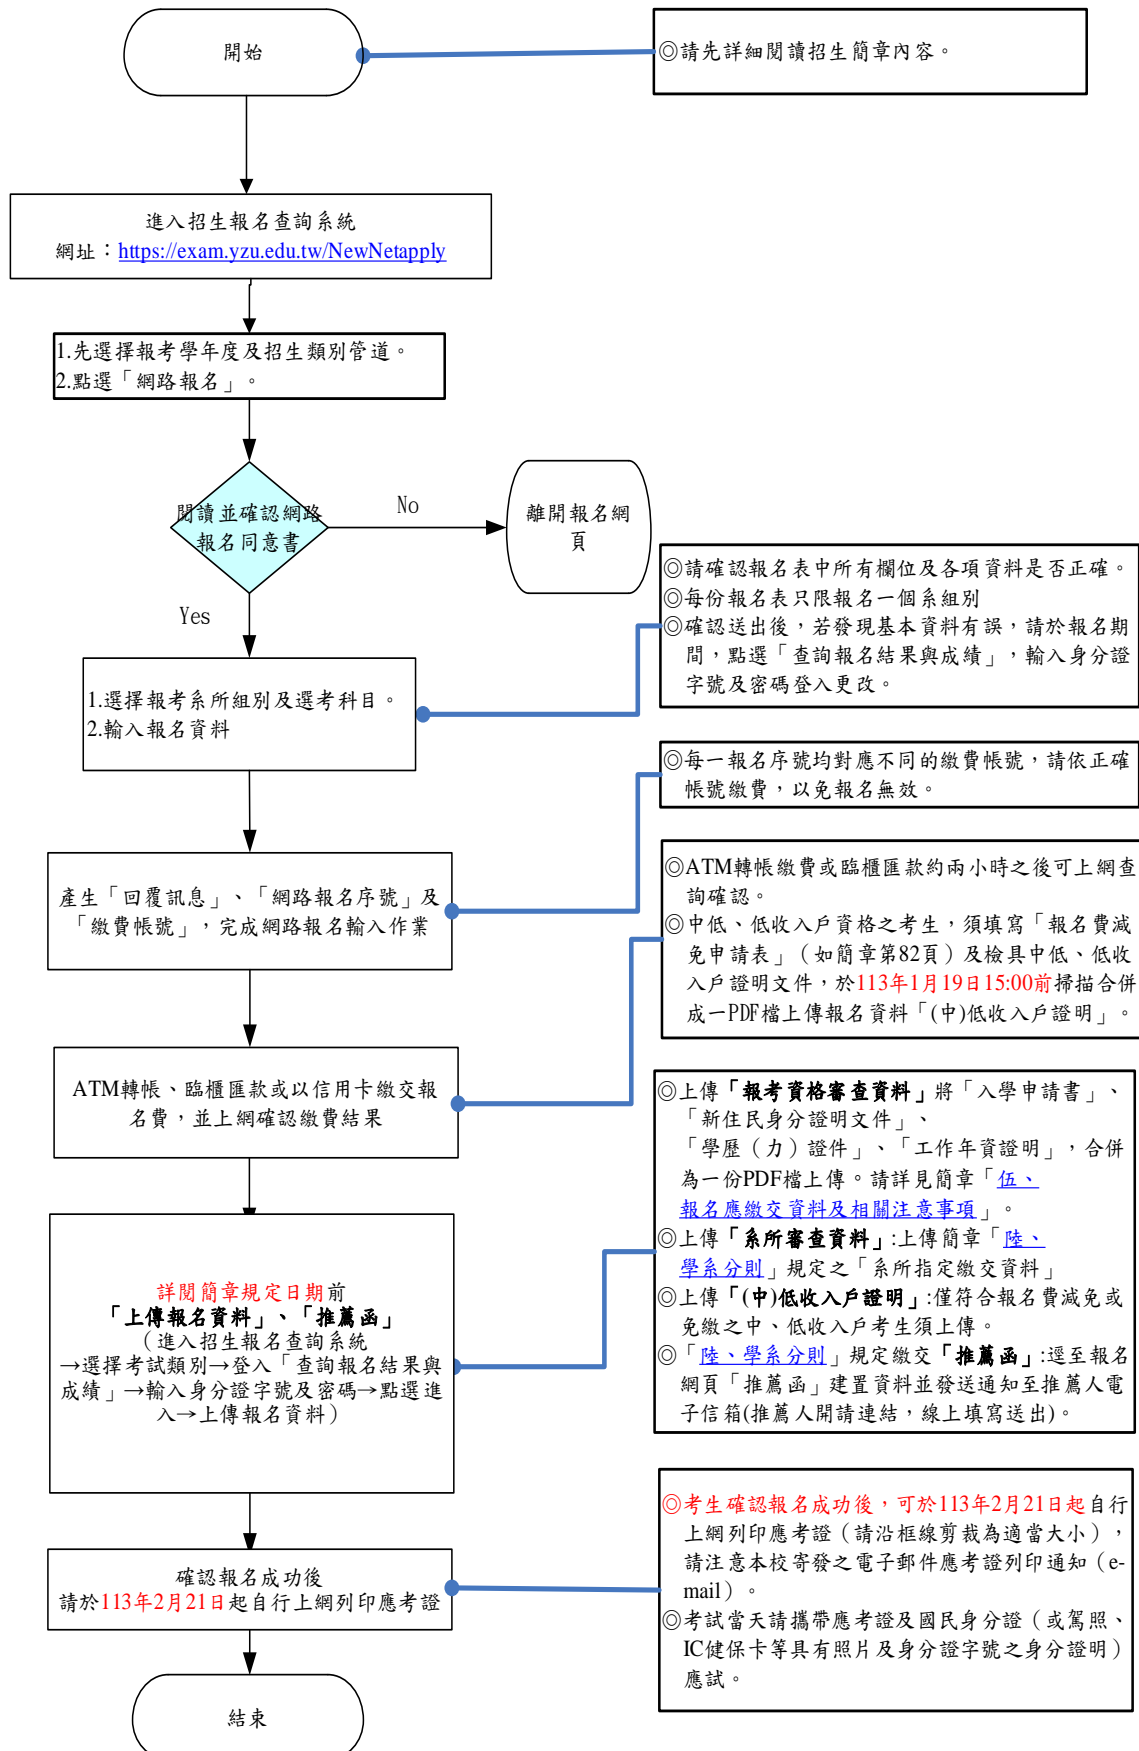 開始
◎請先詳細閱讀招生簡章內容。
進入招生報名查詢系統
網址：https://exam.yzu.edu.tw/NewNetapply
1.先選擇報考學年度及招生類別管道。
2.點選「網路報名」。
閱讀並確認網路
報名同意書
No
離開報名網
頁
Yes
◎請確認報名表中所有欄位及各項資料是否正確。
◎每份報名表只限報名一個系組別
◎確認送出後，若發現基本資料有誤，請於報名期
間，點選「查詢報名結果與成績」，輸入身分證
字號及密碼登入更改。
1.選擇報考系所組別及選考科目。
2.輸入報名資料
◎每一報名序號均對應不同的繳費帳號，請依正確
帳號繳費，以免報名無效。
產生「回覆訊息」、「網路報名序號」及
「繳費帳號」，完成網路報名輸入作業
◎ATM轉帳繳費或臨櫃匯款約兩小時之後可上網查
詢確認。
◎中低、低收入戶資格之考生，須填寫「報名費減
免申請表」（如簡章第82頁）及檢具中低、低收
入戶證明文件，於113年1月19日15:00前掃描合併
成一PDF檔上傳報名資料「(中)低收入戶證明」。
ATM轉帳、臨櫃匯款或以信用卡繳交報
名費，並上網確認繳費結果
◎上傳「報考資格審查資料」將「入學申請書」、
「新住民身分證明文件」、
「學歷（力）證件」、「工作年資證明」，合併
為一份PDF檔上傳。請詳見簡章「伍、
報名應繳交資料及相關注意事項」。
◎上傳「系所審查資料」:上傳簡章「陸、
學系分則」規定之「系所指定繳交資料」
◎上傳「(中)低收入戶證明」:僅符合報名費減免或
免繳之中、低收入戶考生須上傳。
◎「陸、學系分則」規定繳交「推薦函」:逕至報名
網頁「推薦函」建置資料並發送通知至推薦人電
子信箱(推薦人開請連結，線上填寫送出)。
詳閱簡章規定日期前
「上傳報名資料」、「推薦函」
（進入招生報名查詢系統
→選擇考試類別→登入「查詢報名結果與
成績」→輸入身分證字號及密碼→點選進
入→上傳報名資料）
◎考生確認報名成功後，可於113年2月21日起自行
上網列印應考證（請沿框線剪裁為適當大小），
請注意本校寄發之電子郵件應考證列印通知（e-
mail）。
◎考試當天請攜帶應考證及國民身分證（或駕照、
IC健保卡等具有照片及身分證字號之身分證明）
應試。
確認報名成功後
請於113年2月21日起自行上網列印應考證
結束